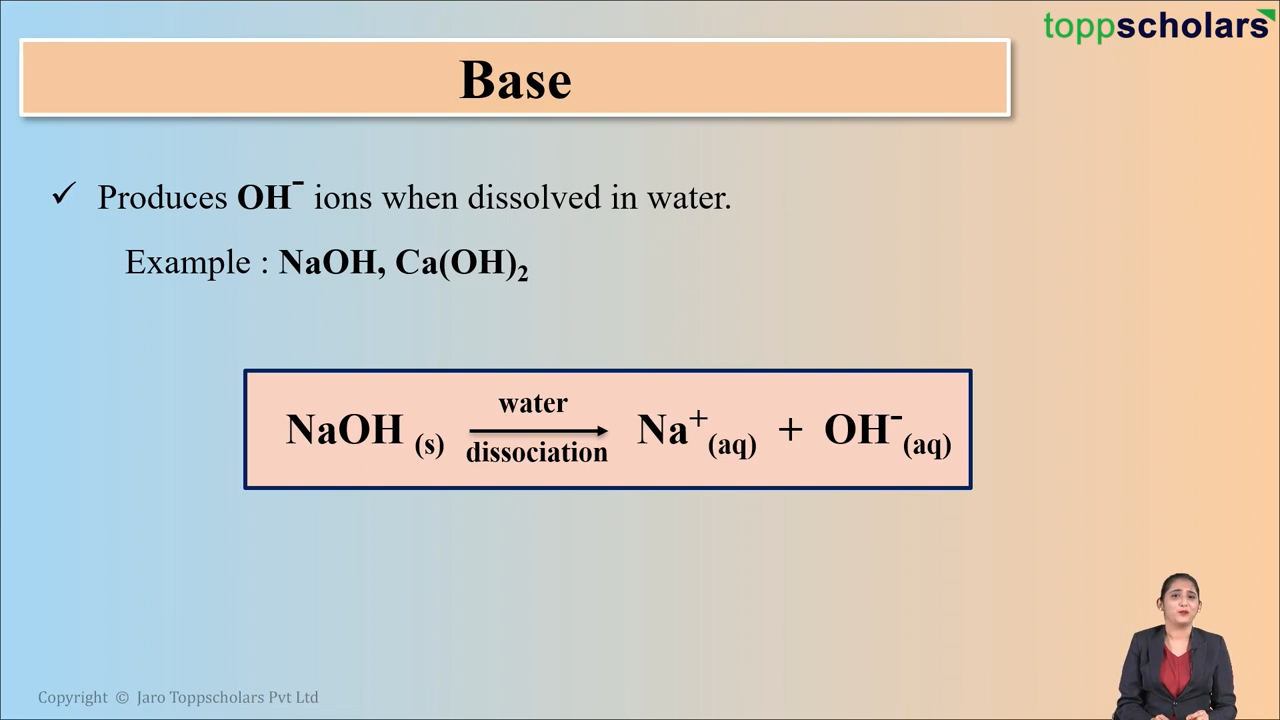 toppscholars
Base
✓ Produces OH⁻ ions when dissolved in water.
Example : NaOH, Ca(OH)₂
water
NaOH (s) ⟶ Na⁺(aq) + OH⁻(aq)
dissociation
Copyright © Jaro Toppscholars Pvt Ltd